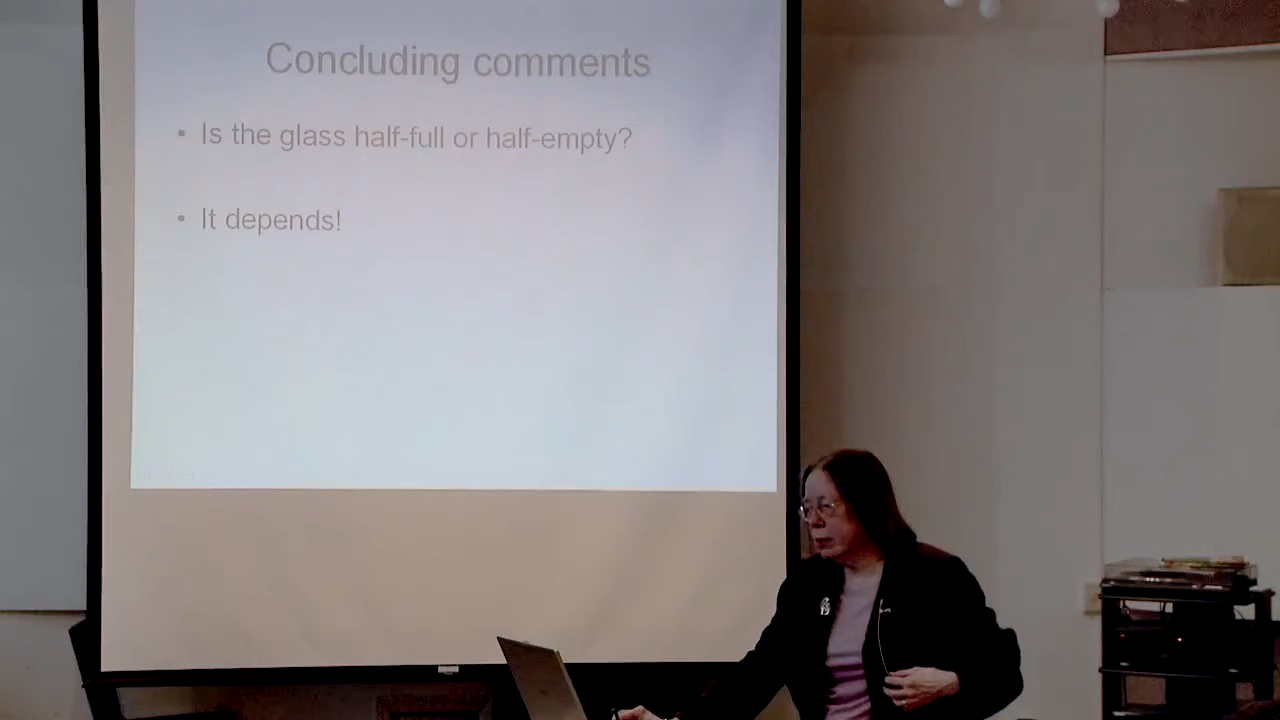 Concluding comments
• Is the glass half-full or half-empty?
• It depends!